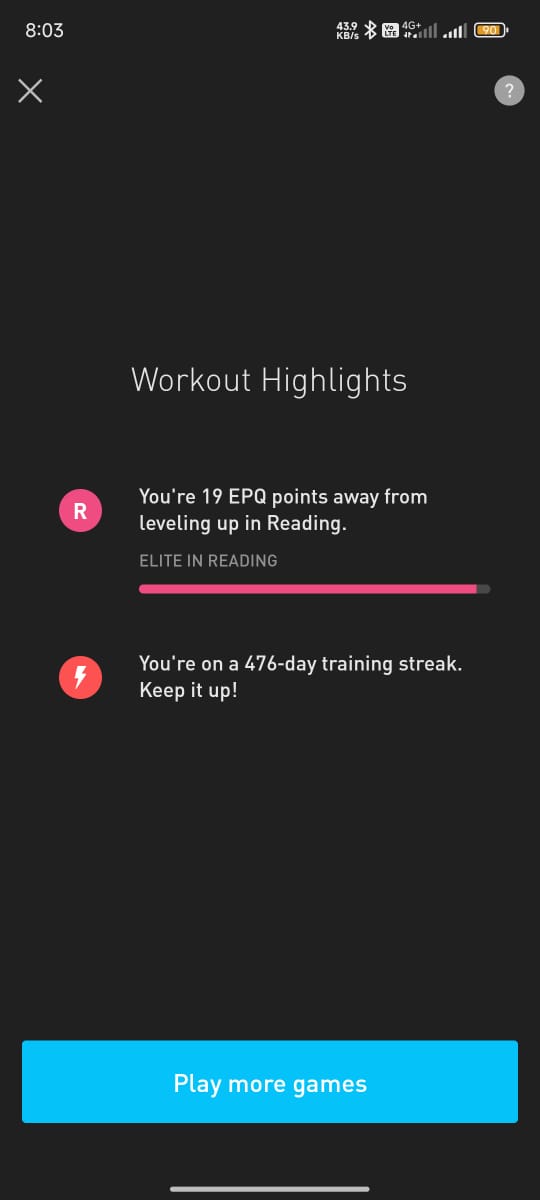 8:03
43.9
KB/s
Vo
LTE
4G+
90
?
Workout Highlights
R
You're 19 EPQ points away from
leveling up in Reading.
ELITE IN READING
You're on a 476-day training streak.
Keep it up!
Play more games